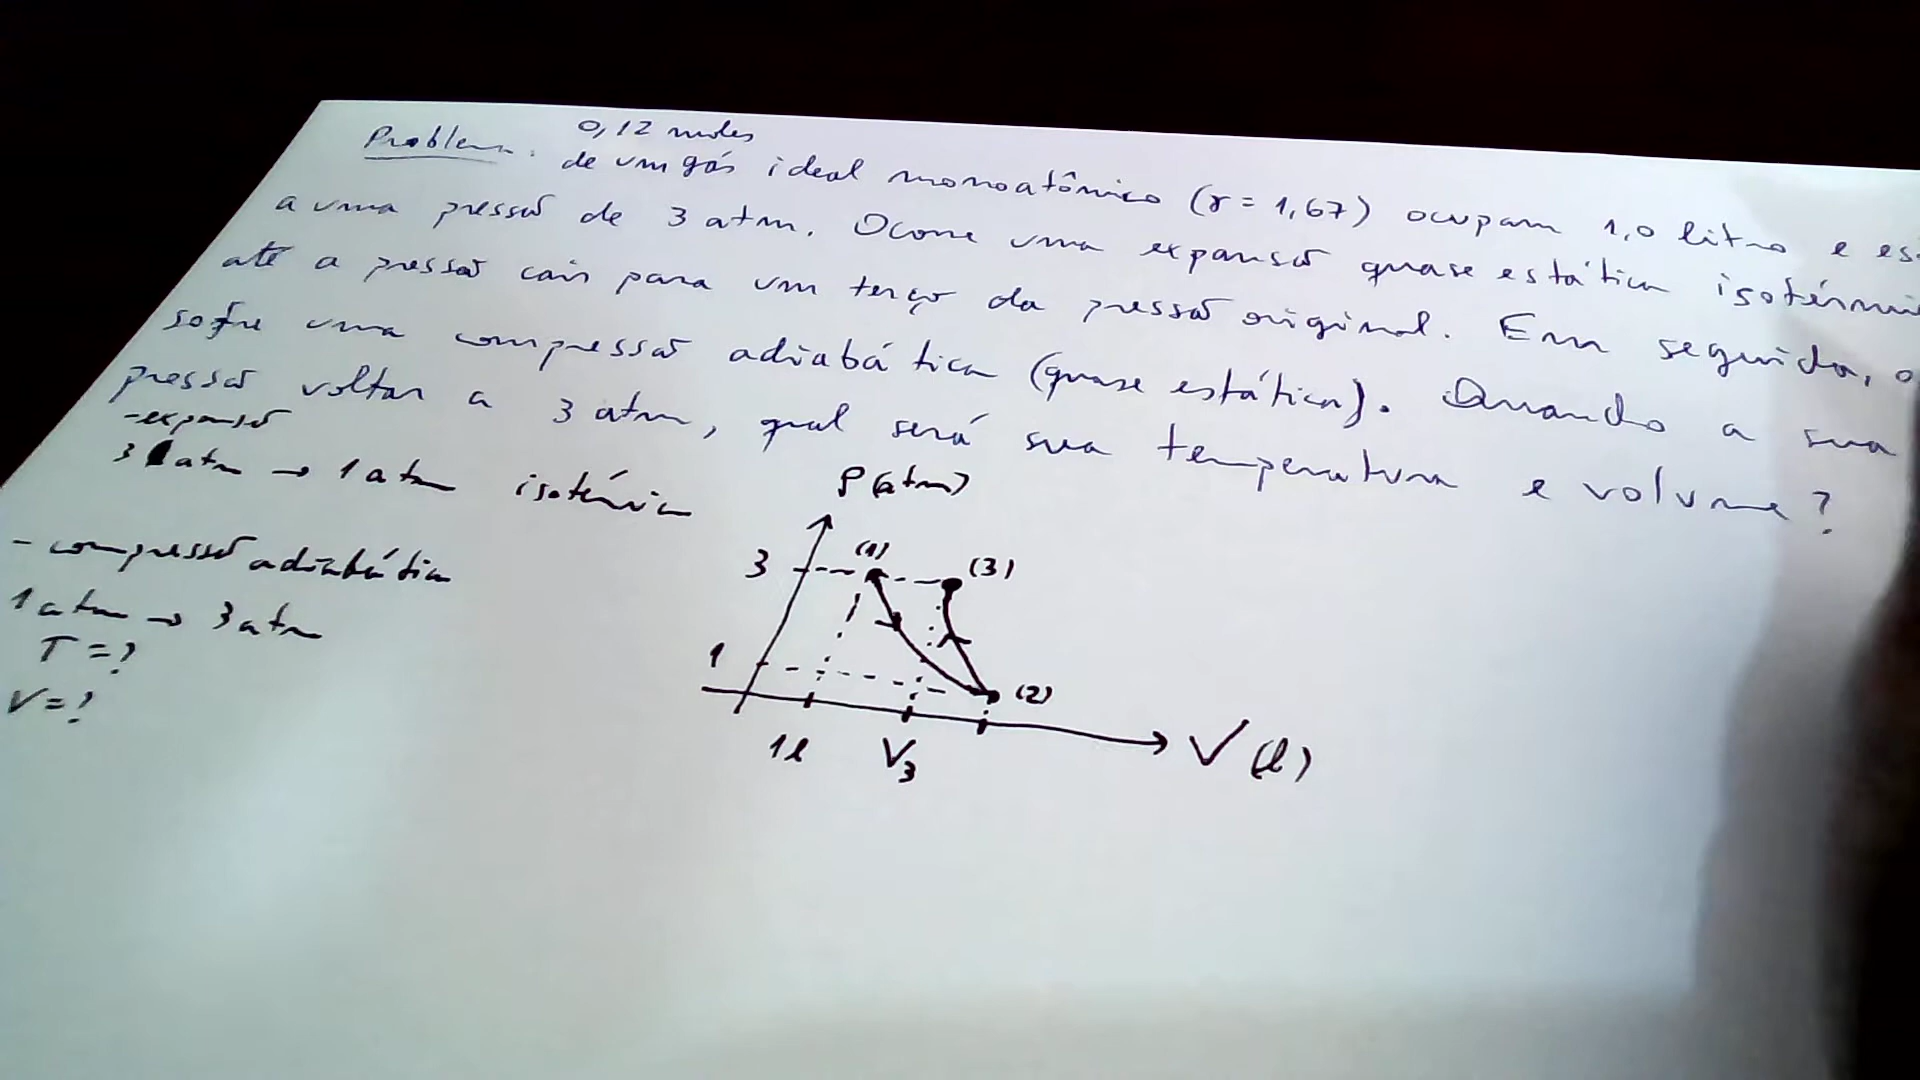 Problema: 0,12 moles
de um gás ideal monoatômico (γ = 1,67) ocupam 1,0 litro e es
a uma pressão de 3 atm. Ocorre uma expansão quase estática isotérmi
até a pressão cair para um terço da pressão original. Em seguida, o
sofre uma compressão adiabática (quase estática). Quando a sua
pressão voltar a 3 atm, qual será sua temperatura e volume?
- expansão
3 atm → 1 atm isotérmica
- compressão adiabática
1 atm → 3 atm
T = ?
V = ?
P (atm)
3
(1)
(3)
1
(2)
1l
V3
V (l)